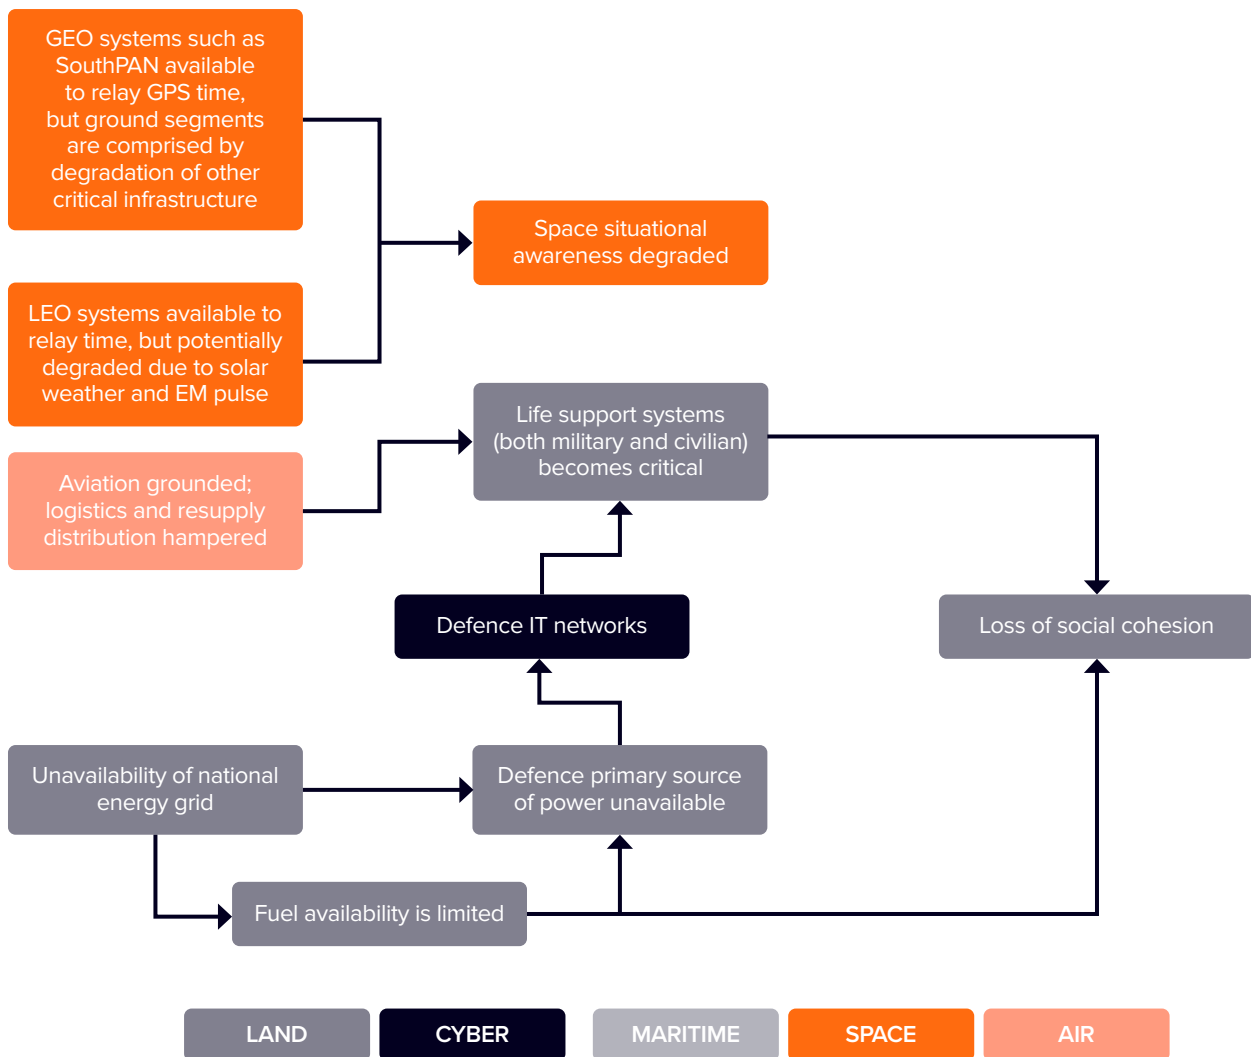 GEO systems such as
SouthPAN available
to relay GPS time,
but ground segments
are comprised by
degradation of other
critical infrastructure
Space situational
awareness degraded
LEO systems available to
relay time, but potentially
degraded due to solar
weather and EM pulse
Life support systems
(both military and civilian)
becomes critical
Aviation grounded;
logistics and resupply
distribution hampered
Defence IT networks
Loss of social cohesion
Unavailability of national
energy grid
Defence primary source
of power unavailable
Fuel availability is limited
LAND
CYBER
MARITIME
SPACE
AIR